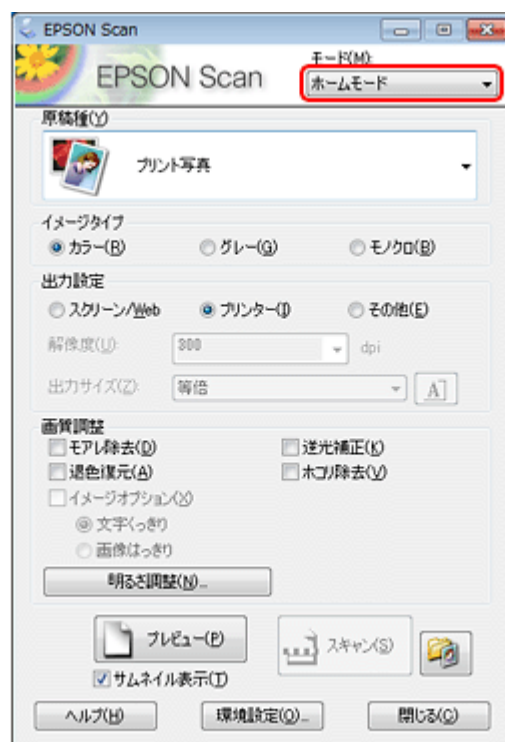 EPSON Scan
EPSON Scan
モード(M):
ホームモード
原稿種(Y)
プリント写真
イメージタイプ
カラー(R) グレー(G) モノクロ(B)
出力設定
スクリーン/Web プリンター(I) その他(E)
解像度(U): 300 dpi
出力サイズ(Z): 等倍 A
画質調整
モアレ除去(D) 逆光補正(K)
退色復元(A) ホコリ除去(V)
イメージオプション(X)
文字くっきり
画像はっきり
明るさ調整(N)...
プレビュー(P) スキャン(S)
サムネイル表示(T)
ヘルプ(H) 環境設定(O)... 閉じる(C)